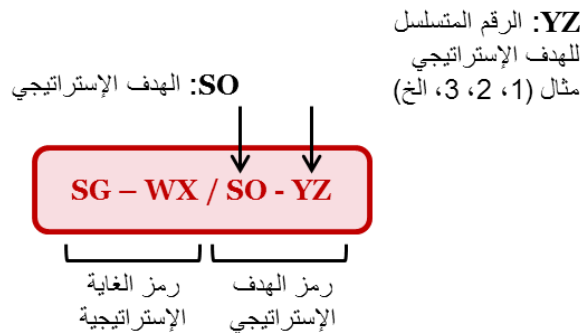 YZ: الرقم المتسلسل
للهدف الإستراتيجي
مثال (1، 2، 3، الخ)
SO: الهدف الإستراتيجي
SG – WX / SO - YZ
رمز الغاية
الإستراتيجية
رمز الهدف
الإستراتيجي